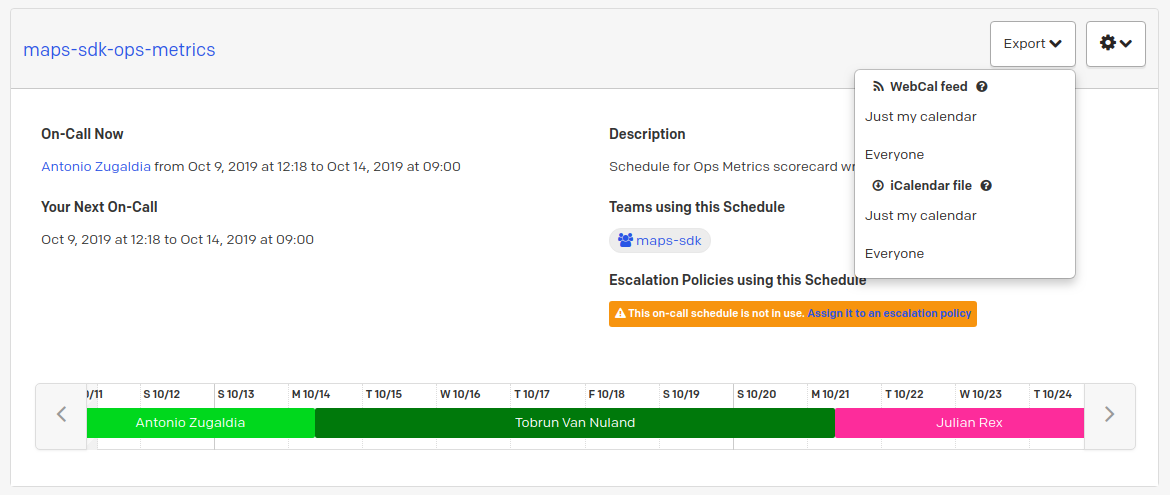 maps-sdk-ops-metrics
Export
WebCal feed
Just my calendar
Everyone
iCalendar file
Just my calendar
Everyone
On-Call Now
Antonio Zugaldia from Oct 9, 2019 at 12:18 to Oct 14, 2019 at 09:00
Your Next On-Call
Oct 9, 2019 at 12:18 to Oct 14, 2019 at 09:00
Description
Schedule for Ops Metrics scorecard
Teams using this Schedule
maps-sdk
Escalation Policies using this Schedule
This on-call schedule is not in use. Assign it to an escalation policy
/11 S 10/12 S 10/13 M 10/14 T 10/15 W 10/16 T 10/17 F 10/18 S 10/19 S 10/20 M 10/21 T 10/22 W 10/23 T 10/24
Antonio Zugaldia Tobrun Van Nuland Julian Rex